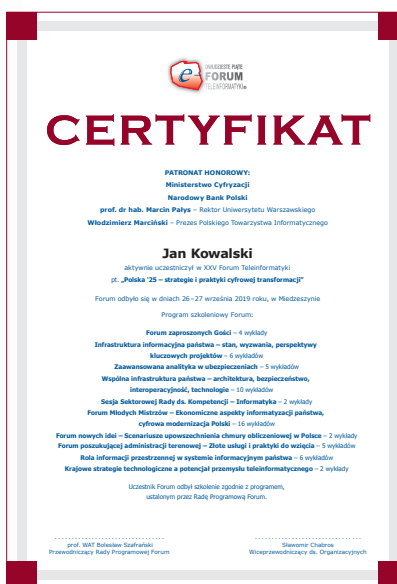 DWUDZIESTE PIĄTE
e FORUM
TELEINFORMATYKI
CERTYFIKAT
PATRONAT HONOROWY:
Ministerstwo Cyfryzacji
Narodowy Bank Polski
prof. dr hab. Marcin Pałys – Rektor Uniwersytetu Warszawskiego
Włodzimierz Marciński – Prezes Polskiego Towarzystwa Informatycznego
Jan Kowalski
aktywnie uczestniczył w XXV Forum Teleinformatyki
pt. „Polska '25 – strategie i praktyki cyfrowej transformacji”
Forum odbyło się w dniach 26–27 września 2019 roku, w Miedzeszynie
Program szkoleniowy Forum:
Forum zaproszonych Gości – 4 wykłady
Infrastruktura informacyjna państwa – stan, wyzwania, perspektywy
kluczowych projektów – 6 wykładów
Zaawansowana analityka w ubezpieczeniach – 5 wykładów
Wspólna infrastruktura państwa – architektura, bezpieczeństwo,
interoperacyjność, technologie – 10 wykładów
Sesja Sektorowej Rady ds. Kompetencji – Informatyka – 2 wykłady
Forum Młodych Mistrzów – Ekonomiczne aspekty informatyzacji państwa,
cyfrowa modernizacja Polski – 16 wykładów
Forum nowych idei – Scenariusze upowszechnienia chmury obliczeniowej w Polsce – 2 wykłady
Forum poszukującej administracji terenowej – Złote usługi i praktyki do wzięcia – 5 wykładów
Rola informacji przestrzennej w systemie informacyjnym państwa – 6 wykładów
Krajowe strategie technologiczne a potencjał przemysłu teleinformatycznego – 2 wykłady
Uczestnik Forum odbył szkolenie zgodnie z programem,
ustalonym przez Radę Programową Forum.
prof. WAT Bolesław Szafrański
Przewodniczący Rady Programowej Forum
Sławomir Chabros
Wiceprzewodniczący ds. Organizacyjnych